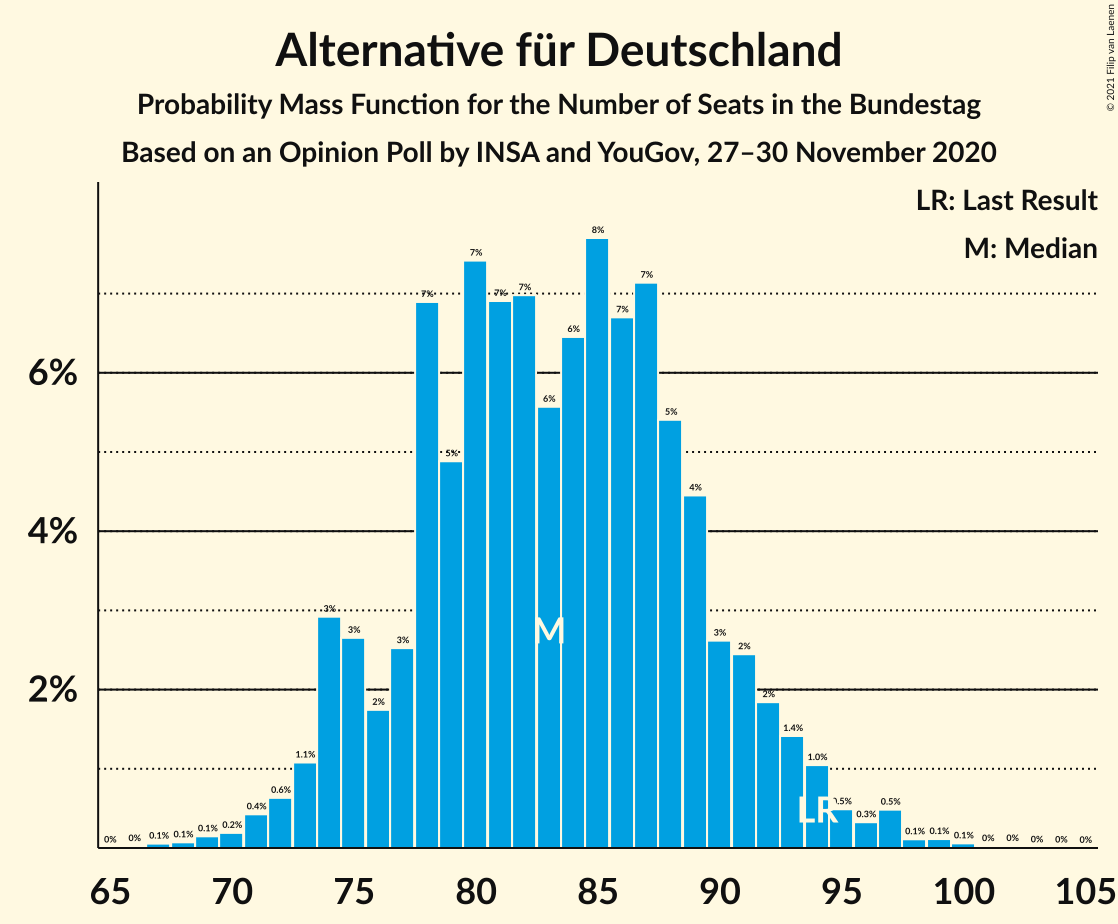 Alternative für Deutschland
Probability Mass Function for the Number of Seats in the Bundestag
Based on an Opinion Poll by INSA and YouGov, 27–30 November 2020
© 2021 Filip van Laenen
LR: Last Result
M: Median
6%
4%
2%
0% 0% 0.1% 0.1% 0.1% 0.2% 0.4% 0.6% 1.1% 3% 3% 2% 3% 7% 5% 7% 7% 7% 6% 6% 8% 7% 7% 5% 4% 3% 2% 2% 1.4% 1.0% 0.5% 0.3% 0.5% 0.1% 0.1% 0.1% 0% 0% 0% 0% 0%
M
LR
65 70 75 80 85 90 95 100 105